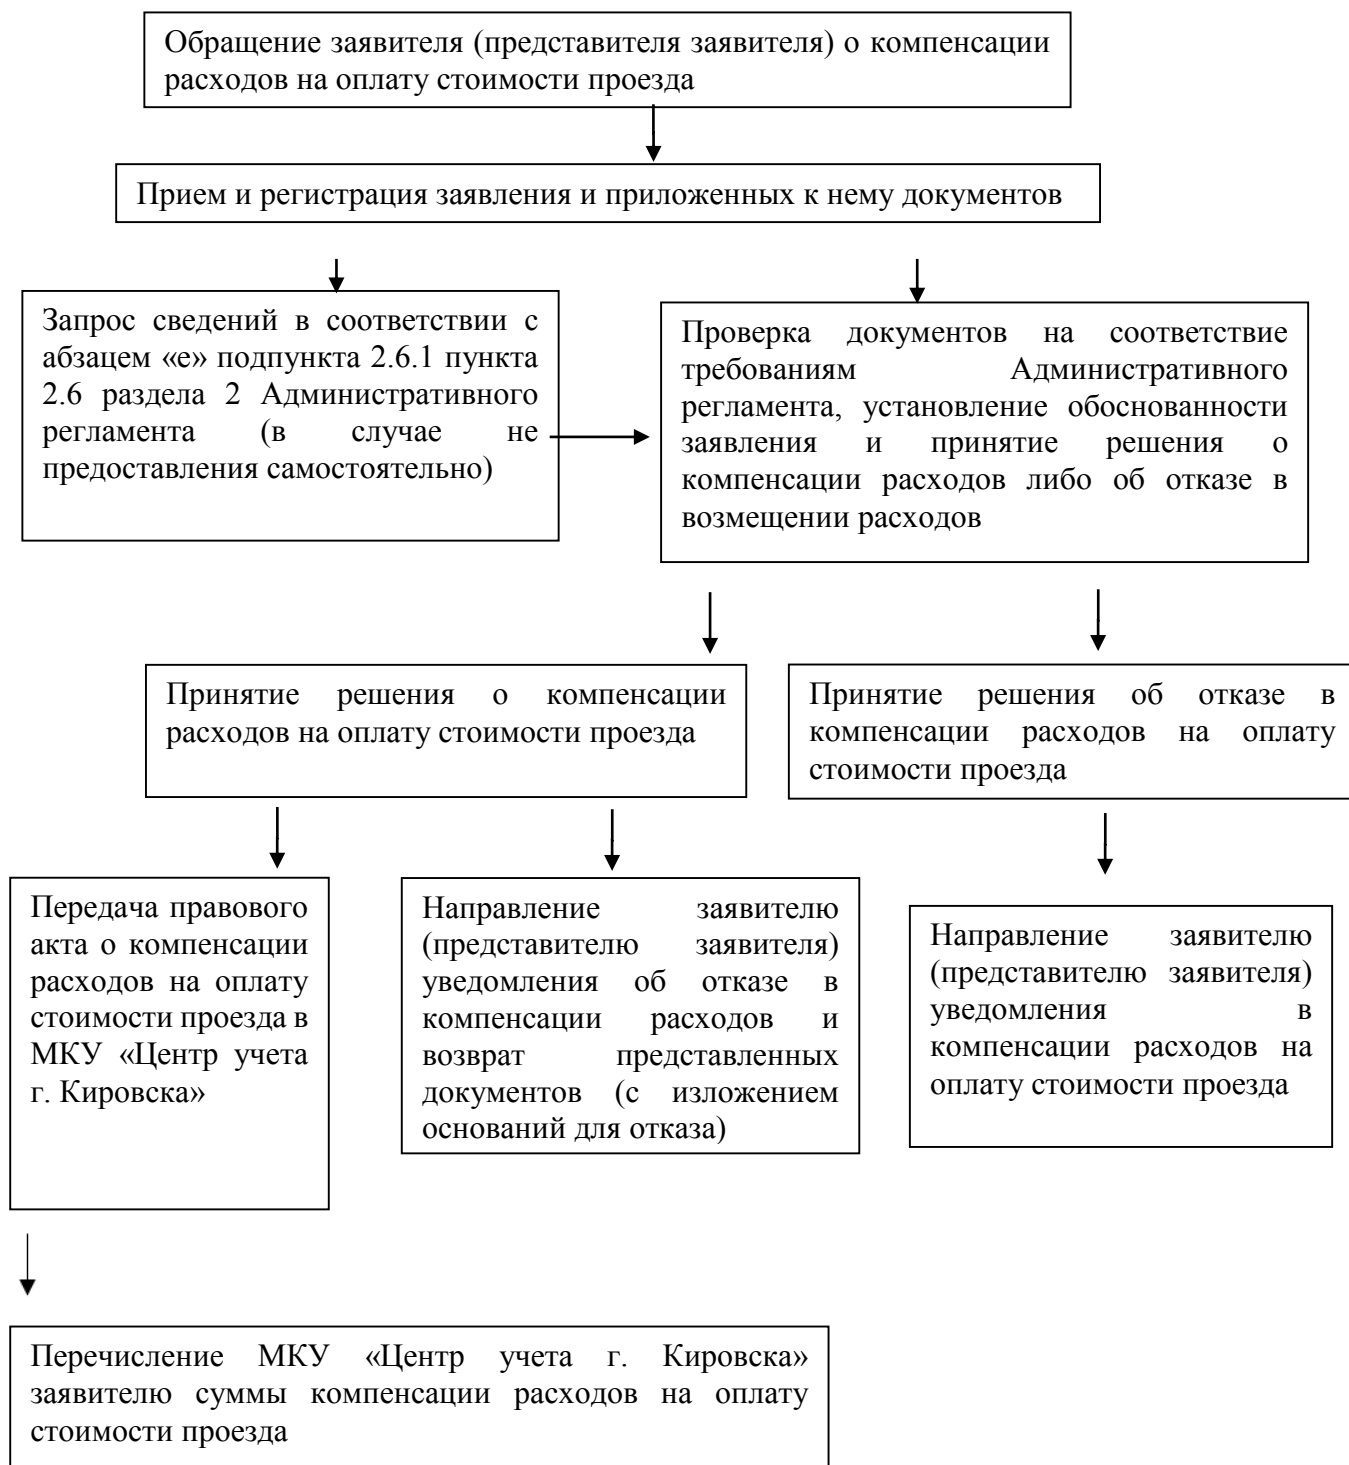 Обращение заявителя (представителя заявителя) о компенсации
расходов на оплату стоимости проезда
Прием и регистрация заявления и приложенных к нему документов
Запрос сведений в соответствии с
абзацем «е» подпункта 2.6.1 пункта
2.6 раздела 2 Административного
регламента (в случае не
предоставления самостоятельно)
Проверка документов на соответствие
требованиям Административного
регламента, установление обоснованности
заявления и принятие решения о
компенсации расходов либо об отказе в
возмещении расходов
Принятие решения о компенсации
расходов на оплату стоимости проезда
Принятие решения об отказе в
компенсации расходов на оплату
стоимости проезда
Передача правового
акта о компенсации
расходов на оплату
стоимости проезда в
МКУ «Центр учета
г. Кировска»
Направление заявителю
(представителю заявителя)
уведомления об отказе в
компенсации расходов и
возврат представленных
документов (с изложением
оснований для отказа)
Направление заявителю
(представителю заявителя)
уведомления в
компенсации расходов на
оплату стоимости проезда
Перечисление МКУ «Центр учета г. Кировска»
заявителю суммы компенсации расходов на оплату
стоимости проезда